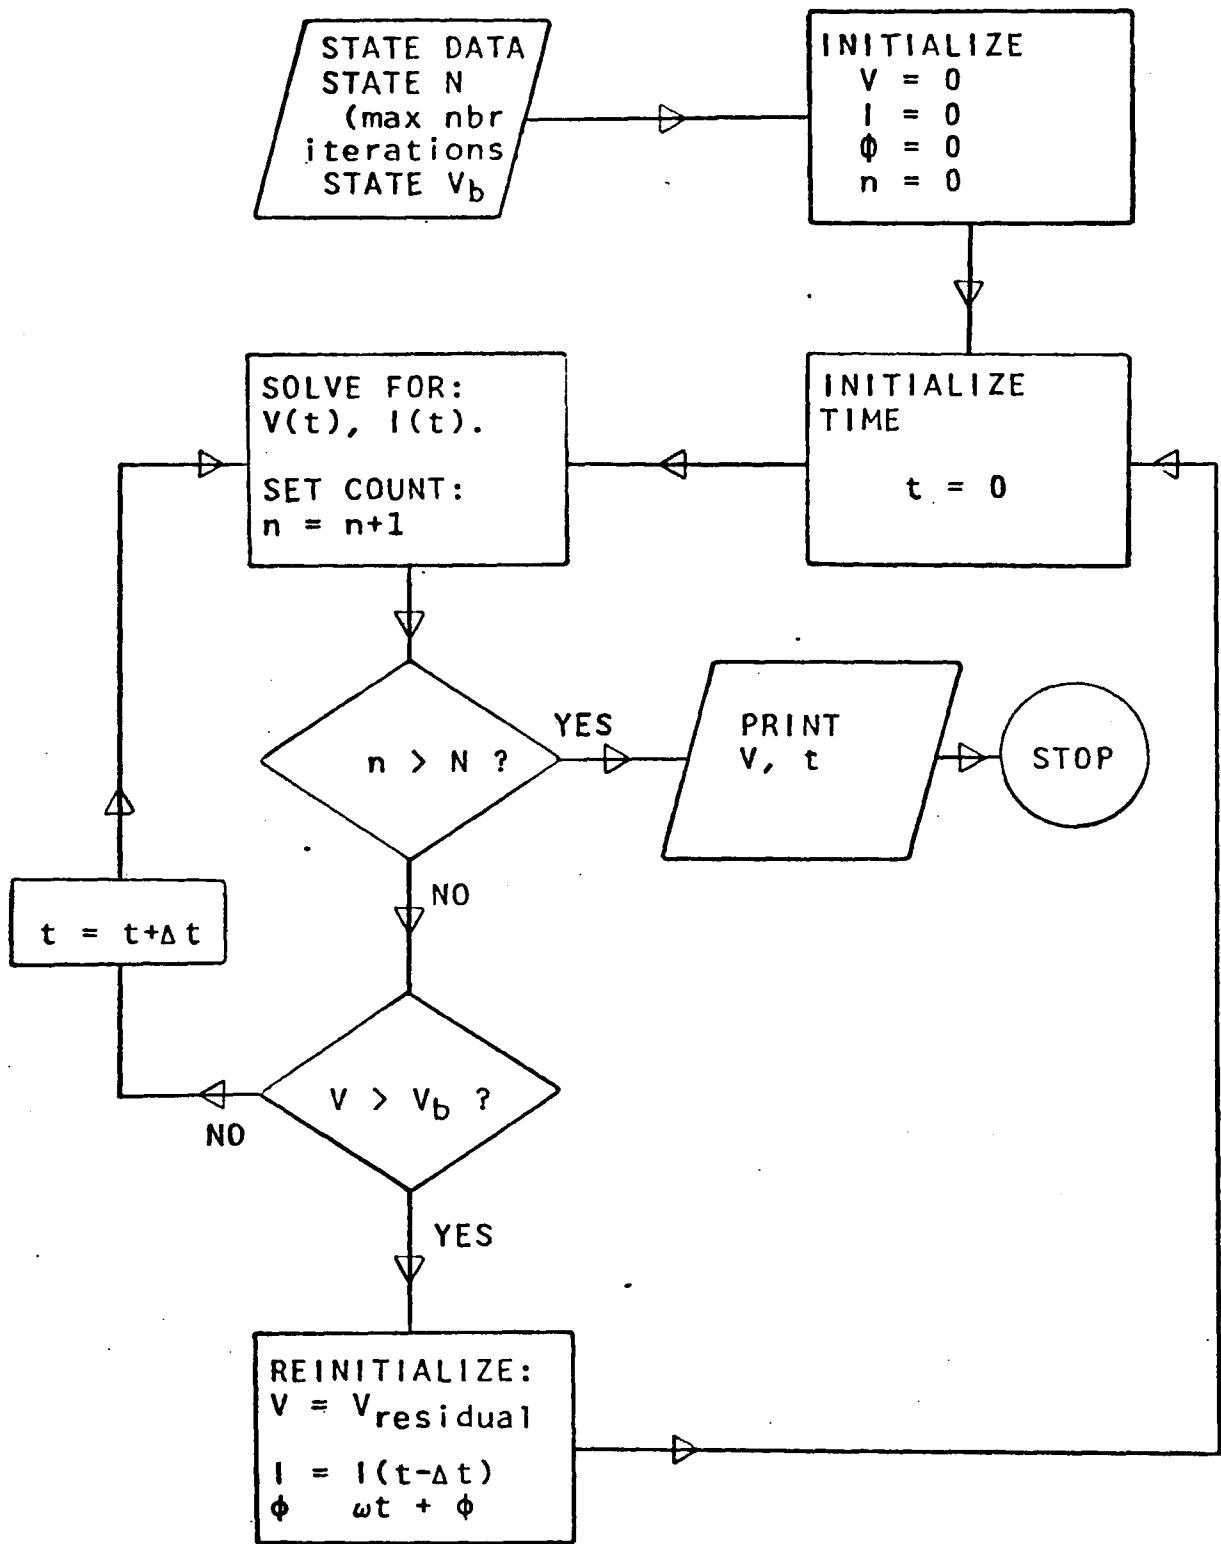 STATE DATA
STATE N
(max nbr
iterations
STATE Vb
INITIALIZE
V = 0
I = 0
ϕ = 0
n = 0
INITIALIZE
TIME
t = 0
SOLVE FOR:
V(t), I(t).
SET COUNT:
n = n+1
n > N ?
YES
PRINT
V, t
STOP
NO
t = t+Δt
V > Vb ?
NO
YES
REINITIALIZE:
V = Vresidual
I = I(t-Δt)
ϕ ωt + ϕ